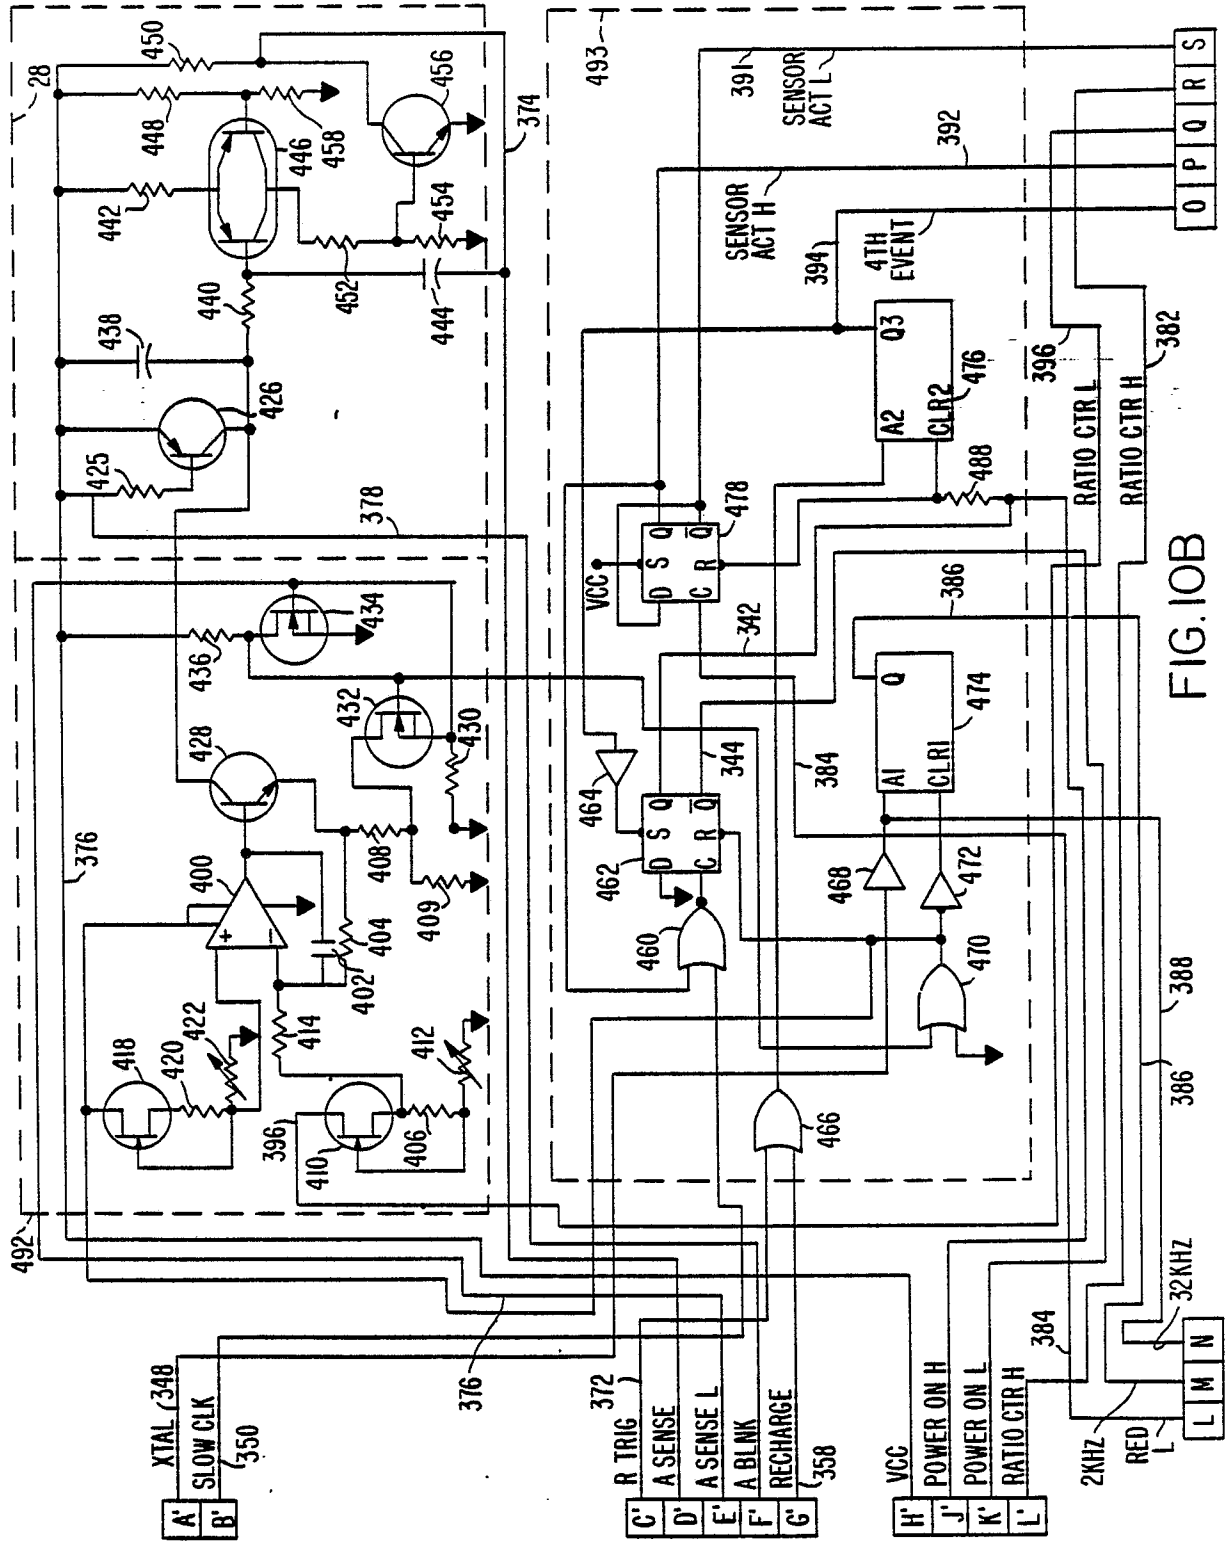 28
450
448
456
446
458
442
454
452
374
440
444
438
426
425
378
376
436
434
428
432
430
400
+
−
408
409
404
402
414
422
418
420
412
396
410
406
492
493
391
SENSOR
ACT L
SENSOR
ACT H
392
394
4TH
EVENT
Q3
A2
CLR2
476
396
382
RATIO CTR L
RATIO CTR H
488
VCC
D
S
Q
C
R
Q
478
342
344
384
386
464
462
D
S
Q
C
R
Q
460
468
472
470
A1
CLR1
Q
474
466
388
386
XTAL
348
SLOW CLK
350
A'
B'
376
372
R TRIG
A SENSE
A SENSE L
A BLNK
RECHARGE
358
C'
D'
E'
F'
G'
VCC
POWER ON H
POWER ON L
RATIO CTR H
H'
J'
K'
L'
384
32KHZ
2KHZ
RED
L
L
M
N
O
P
Q
R
S
FIG. 10B